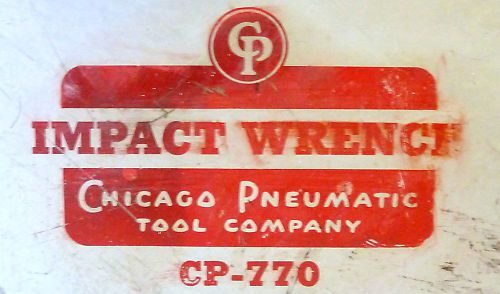 CP
IMPACT WRENCH
CHICAGO PNEUMATIC
TOOL COMPANY
CP-770